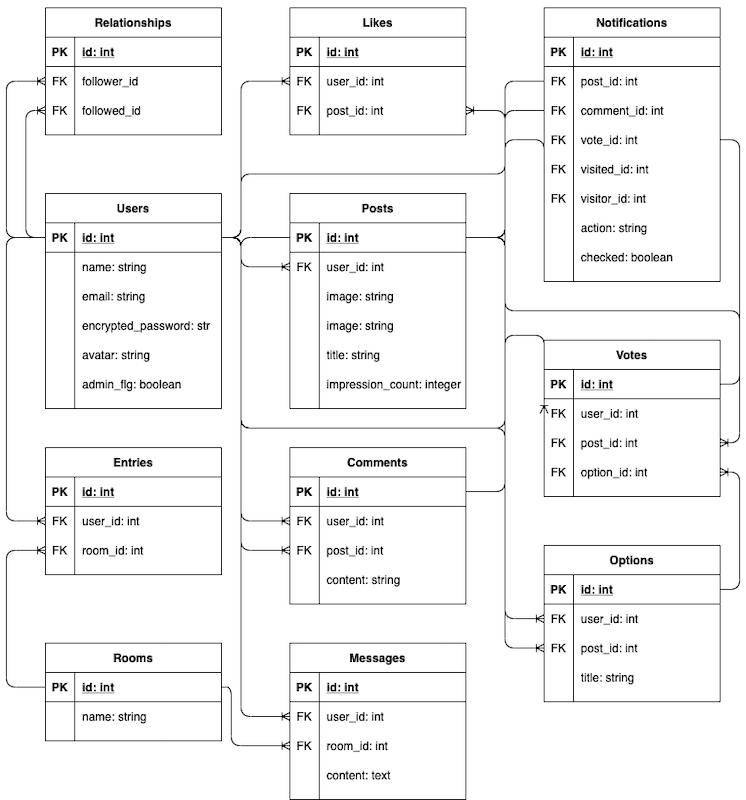 Relationships
PK id: int
FK follower_id
FK followed_id
Likes
PK id: int
FK user_id: int
FK post_id: int
Notifications
PK id: int
FK post_id: int
FK comment_id: int
FK vote_id: int
FK visited_id: int
FK visitor_id: int
action: string
checked: boolean
Users
PK id: int
name: string
email: string
encrypted_password: str
avatar: string
admin_flg: boolean
Posts
PK id: int
FK user_id: int
image: string
image: string
title: string
impression_count: integer
Votes
PK id: int
FK user_id: int
FK post_id: int
FK option_id: int
Entries
PK id: int
FK user_id: int
FK room_id: int
Comments
PK id: int
FK user_id: int
FK post_id: int
content: string
Options
PK id: int
FK user_id: int
FK post_id: int
title: string
Rooms
PK id: int
name: string
Messages
PK id: int
FK user_id: int
FK room_id: int
content: text